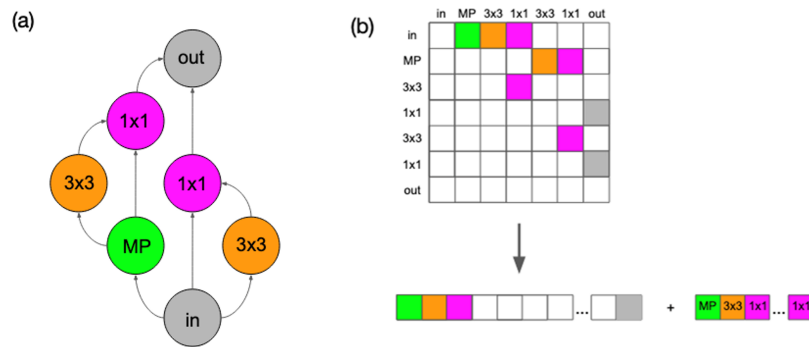 (a)
out
1x1
3x3
1x1
MP
3x3
in
(b)
in MP 3x3 1x1 3x3 1x1 out
in
MP
3x3
1x1
3x3
1x1
out
... + MP 3x3 1x1 ... 1x1